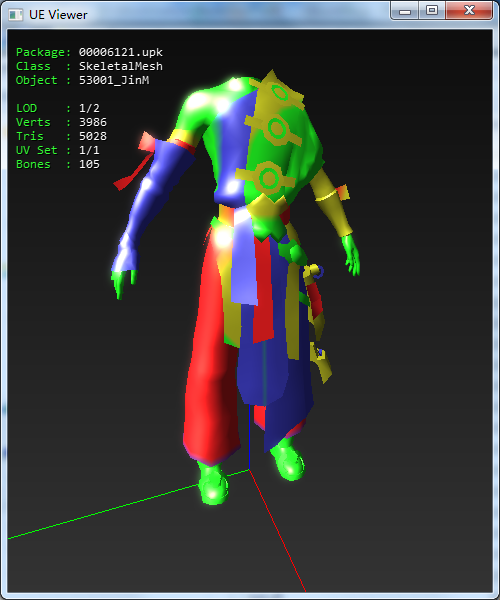 UE Viewer
Package: 00006121.upk
Class : SkeletalMesh
Object : 53001_JinM
LOD : 1/2
Verts : 3986
Tris : 5028
UV Set : 1/1
Bones : 105